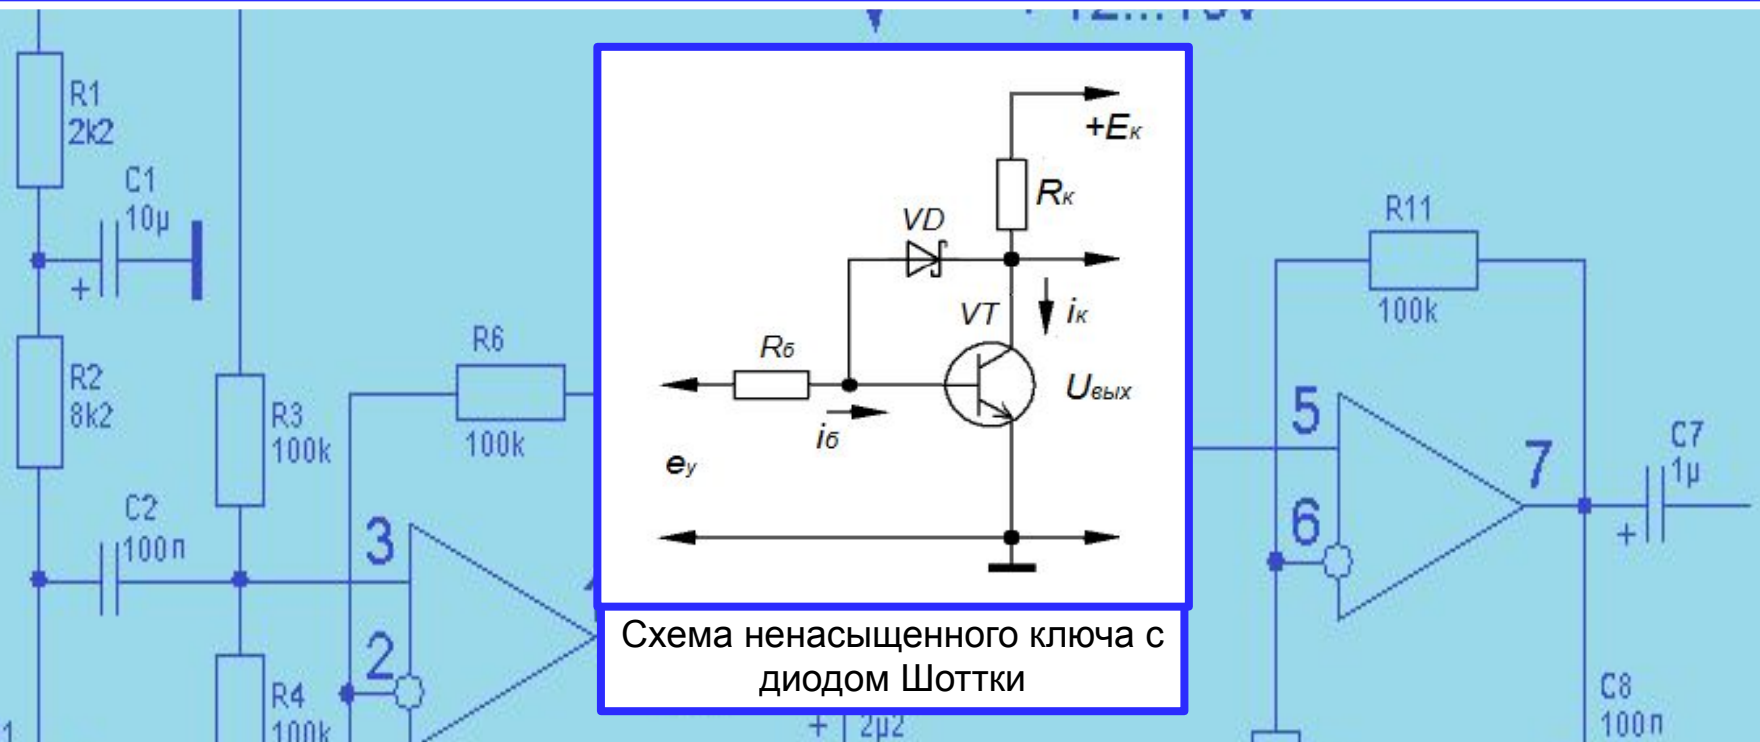 R1
2k2
C1
10μ
+
R2
8k2
C2
100п
R3
100k
R6
100k
3
2
R4
100k
+Eк
Rк
VD
VT
iк
Rб
iб
Uвых
eу
Схема ненасыщенного ключа с
диодом Шоттки
+
2μ2
R11
100k
5
6
7
C7
1μ
+
C8
100п